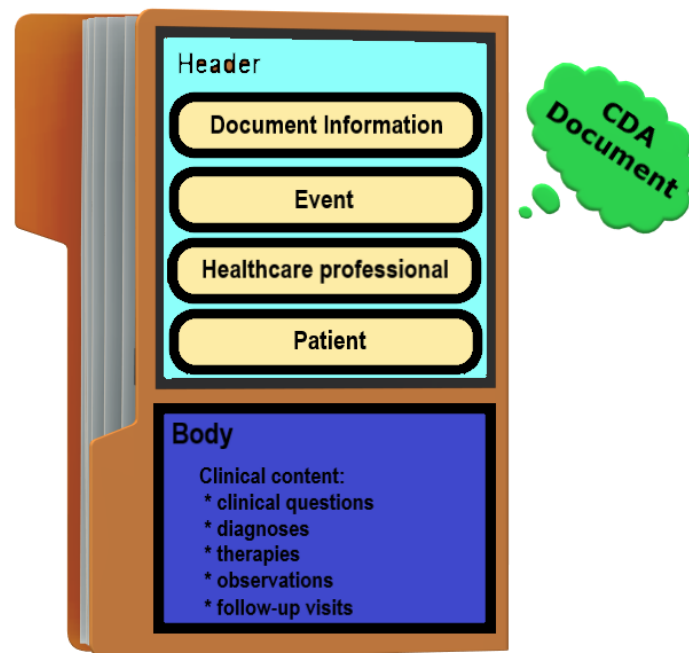 Header
Document Information
Event
Healthcare professional
Patient
CDA
Document
Body
Clinical content:
* clinical questions
* diagnoses
* therapies
* observations
* follow-up visits